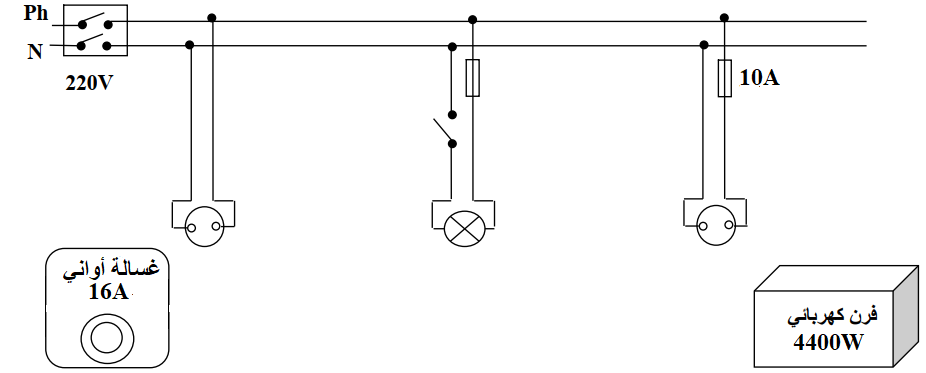 Ph
N
220V
10A
غسالة أواني
16A
فرن كهربائي
4400W